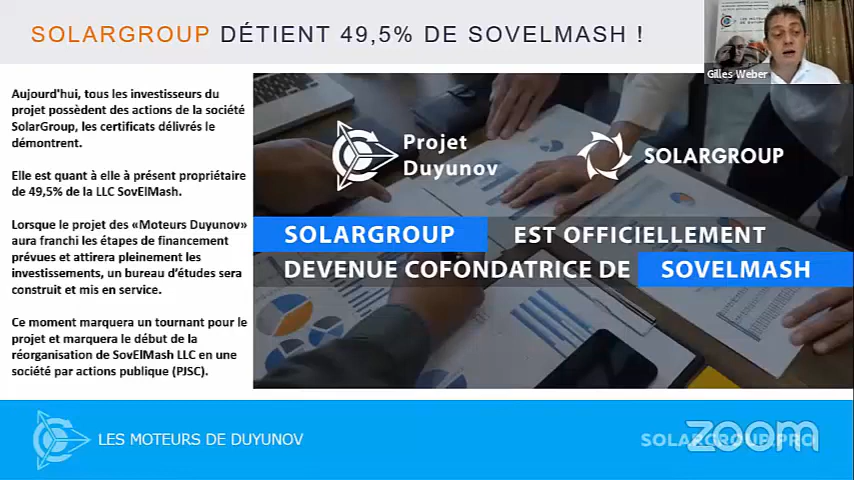 SOLARGROUP DÉTIENT 49,5% DE SOVELMASH !
Gilles Weber
Aujourd'hui, tous les investisseurs du
projet possèdent des actions de la société
SolarGroup, les certificats délivrés le
démontrent.
Elle est quant à elle à présent propriétaire
de 49,5% de la LLC SovElMash.
Lorsque le projet des «Moteurs Duyunov»
aura franchi les étapes de financement
prévues et attirera pleinement les
investissements, un bureau d'études sera
construit et mis en service.
Ce moment marquera un tournant pour le
projet et marquera le début de la
réorganisation de SovElMash LLC en une
société par actions publique (PJSC).
Projet
Duyunov
SOLARGROUP
SOLARGROUP EST OFFICIELLEMENT
DEVENUE COFONDATRICE DE SOVELMASH
LES MOTEURS DE DUYUNOV
SOLARGROUP.PRO
zoom